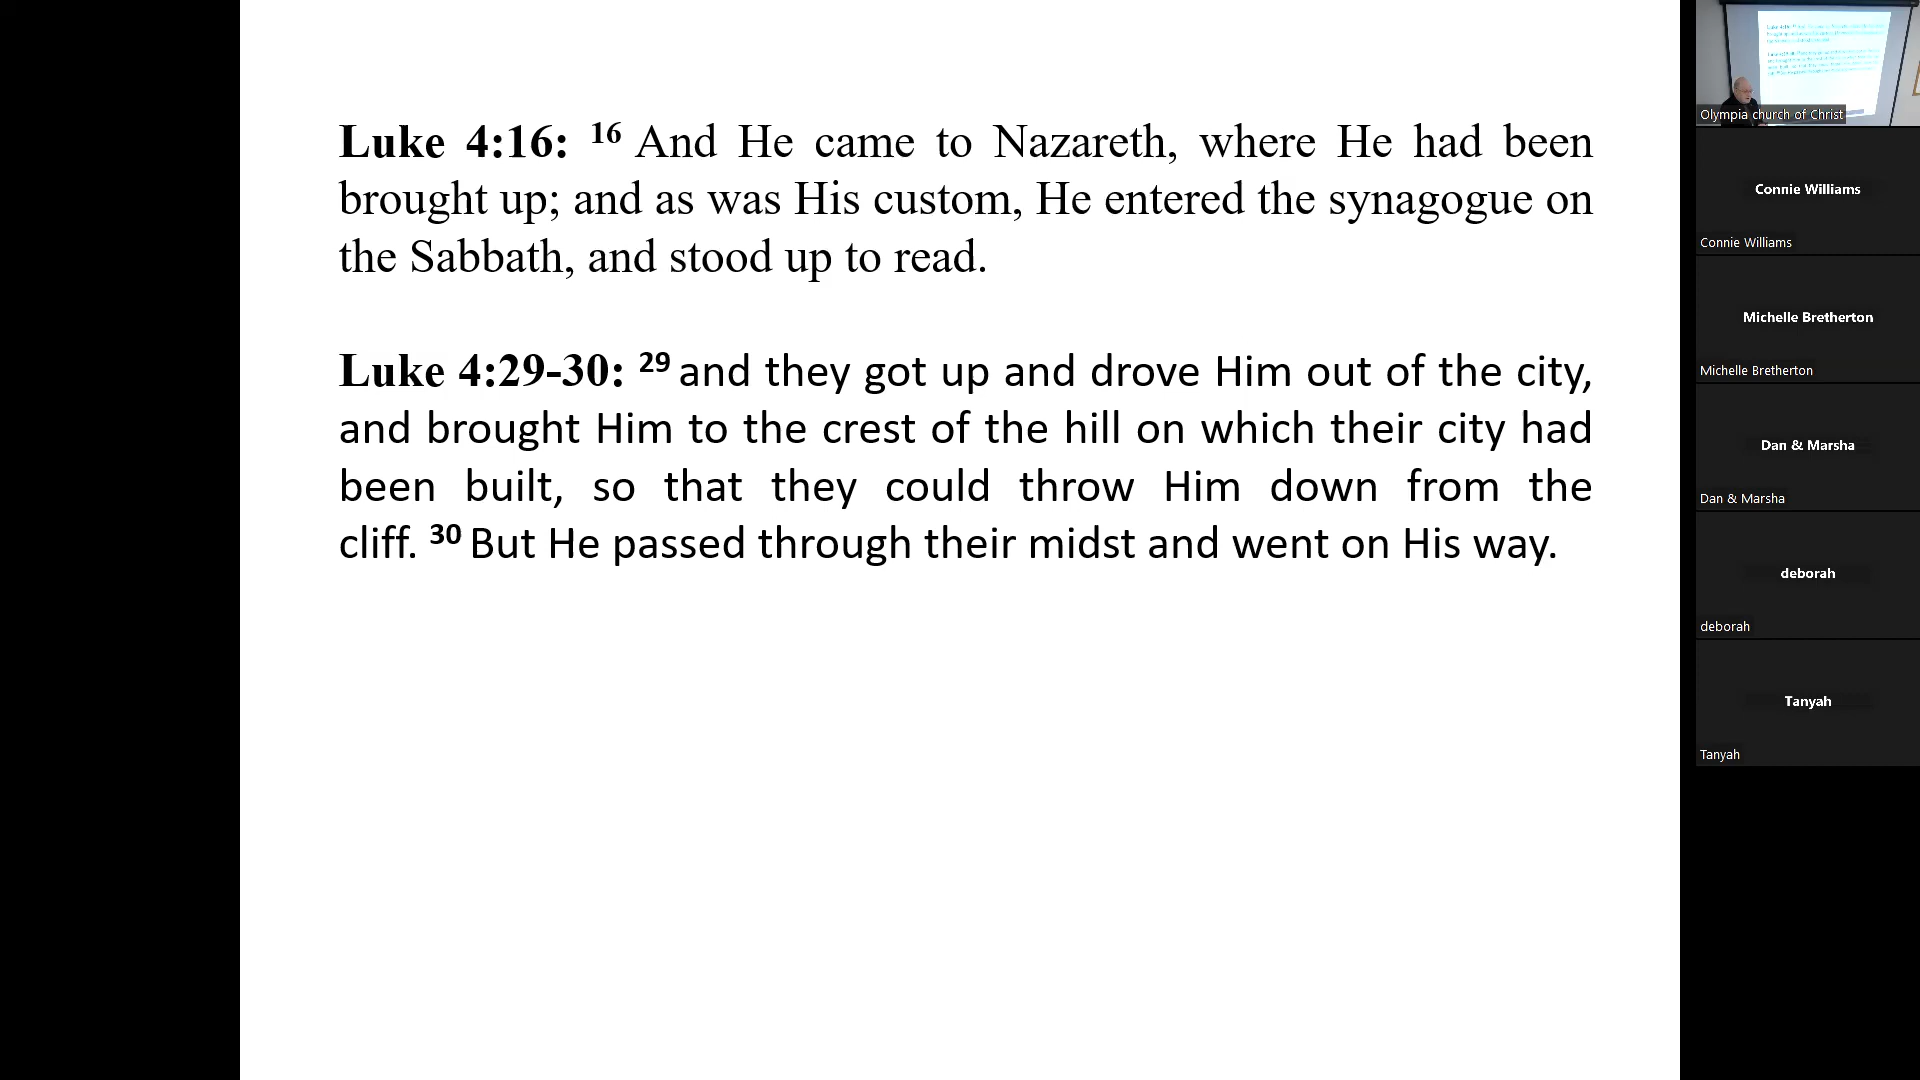 Luke 4:16: 16 And He came to Nazareth, where He had been
brought up; and as was His custom, He entered the synagogue on
the Sabbath, and stood up to read.
Luke 4:29-30: 29 and they got up and drove Him out of the city,
and brought Him to the crest of the hill on which their city had
been built, so that they could throw Him down from the
cliff. 30 But He passed through their midst and went on His way.
Olympia church of Christ
Connie Williams
Connie Williams
Michelle Bretherton
Michelle Bretherton
Dan & Marsha
Dan & Marsha
deborah
deborah
Tanyah
Tanyah